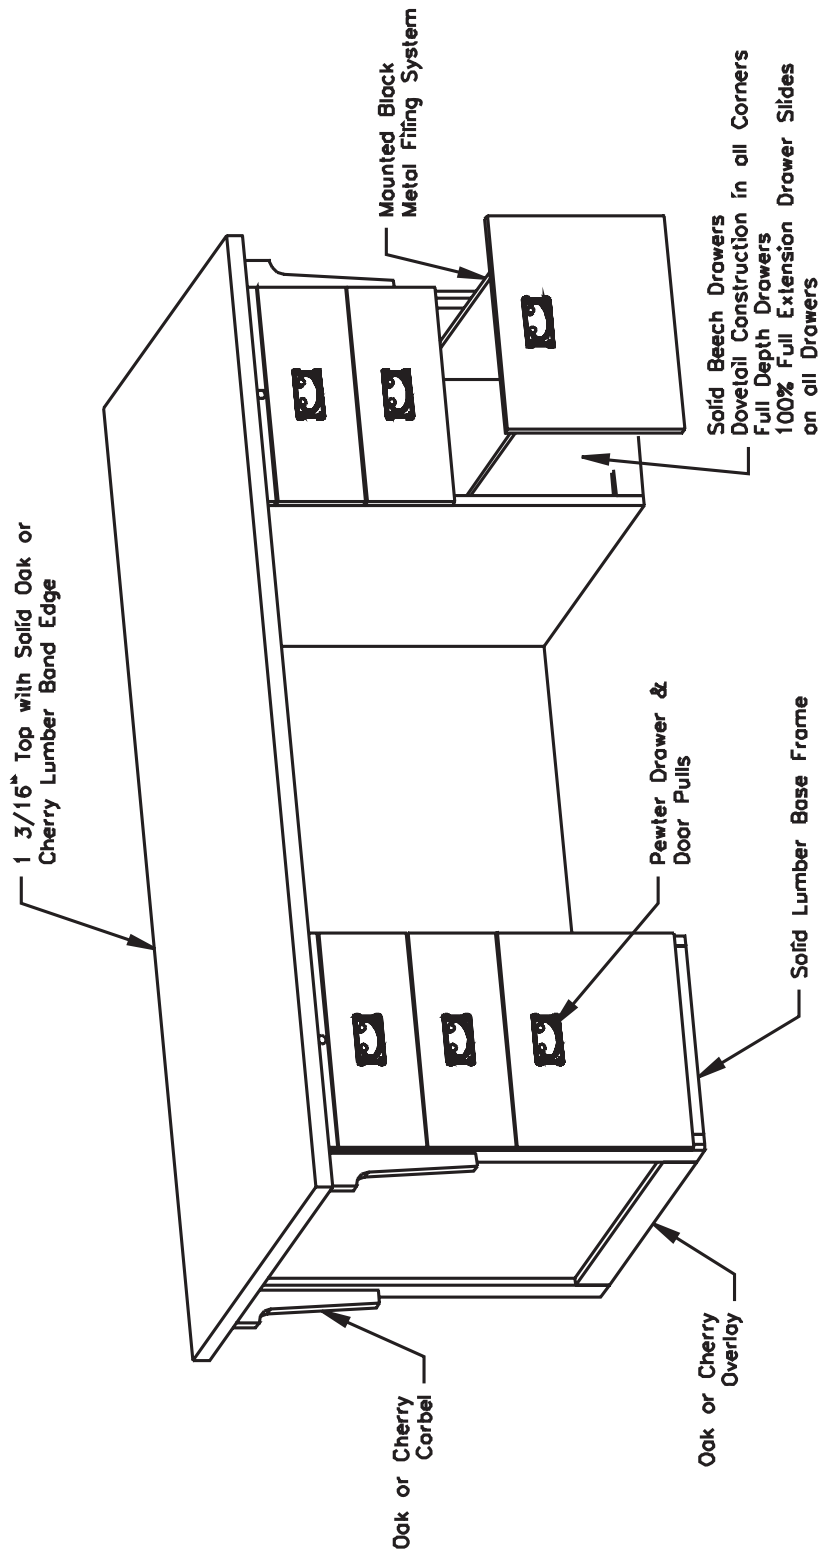 1 3/16" Top with Solid Oak or
Cherry Lumber Band Edge
Mounted Black
Metal Filing System
Solid Beech Drawers
Dovetail Construction in all Corners
Full Depth Drawers
100% Full Extension Drawer Slides
on all Drawers
Pewter Drawer &
Door Pulls
Solid Lumber Base Frame
Oak or Cherry
Corbel
Oak or Cherry
Overlay